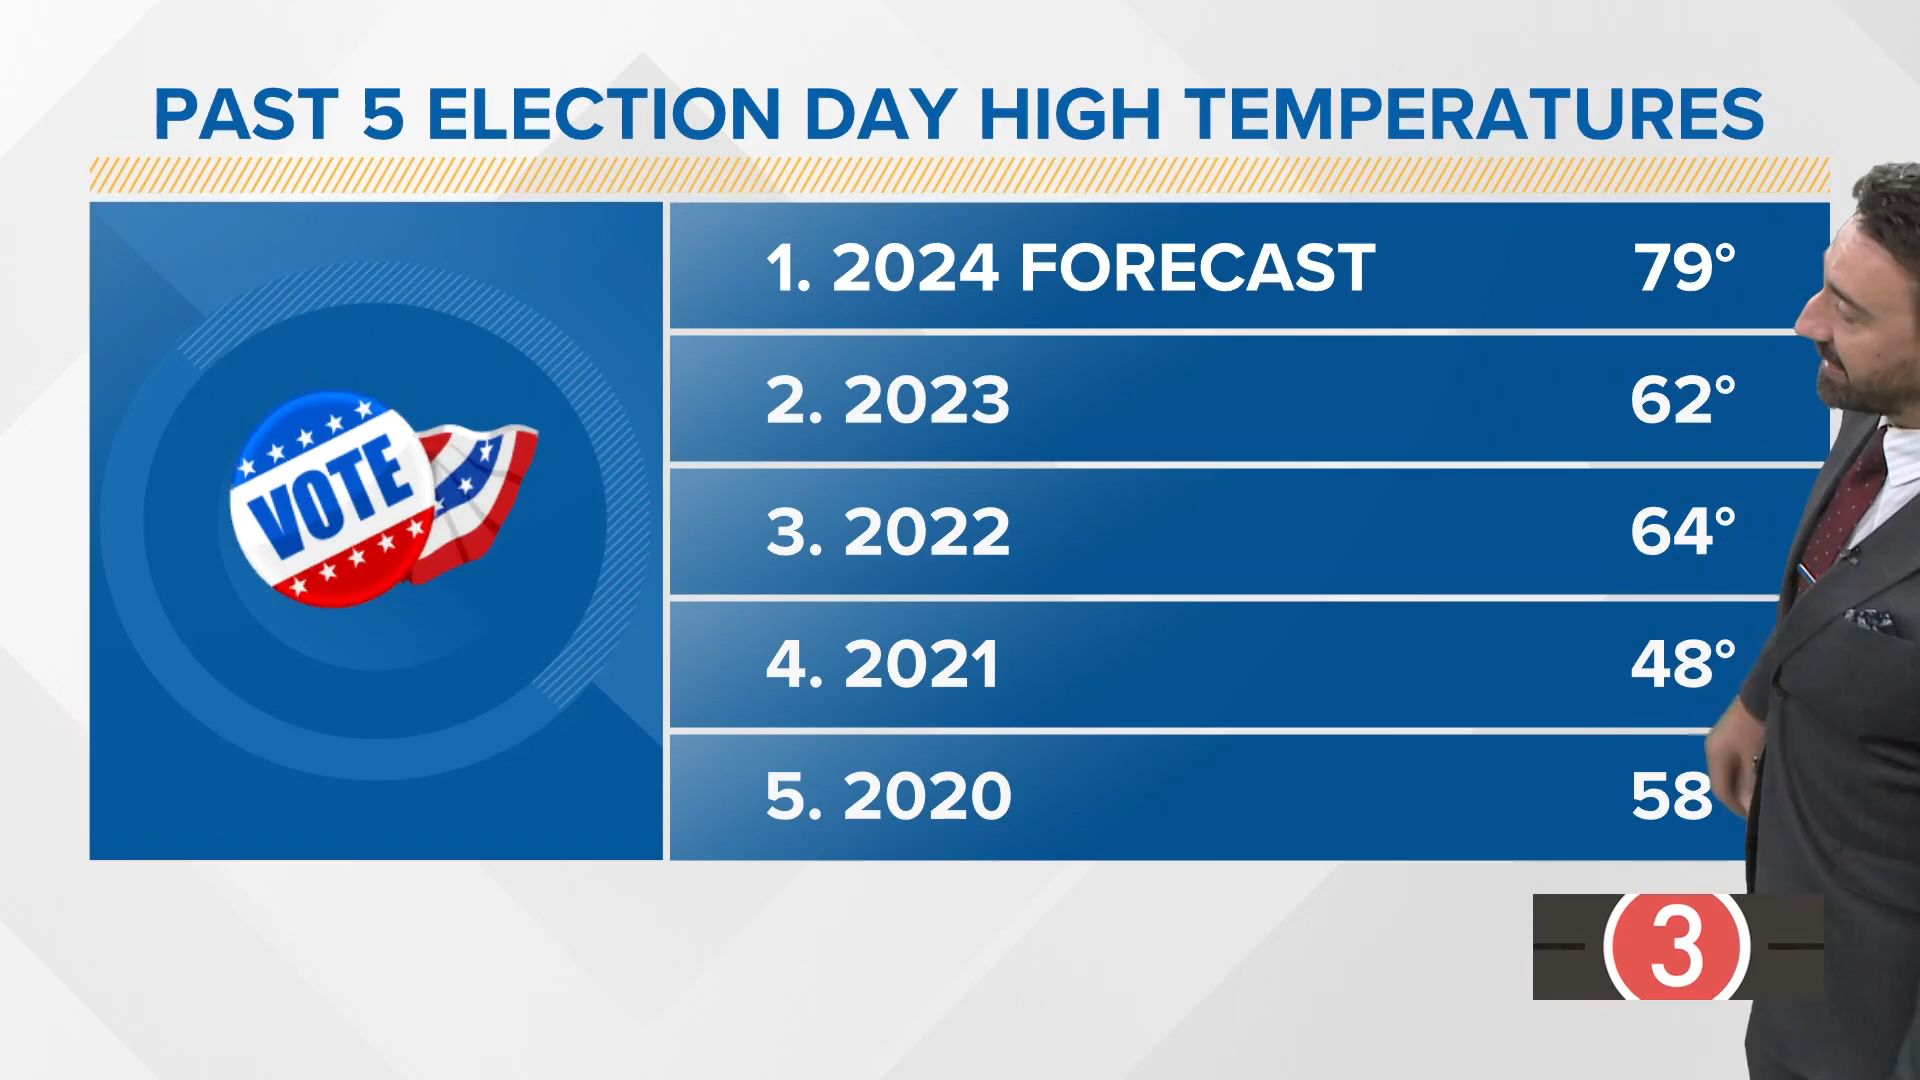 PAST 5 ELECTION DAY HIGH TEMPERATURES
VOTE
1. 2024 FORECAST 79°
2. 2023 62°
3. 2022 64°
4. 2021 48°
5. 2020 58
3